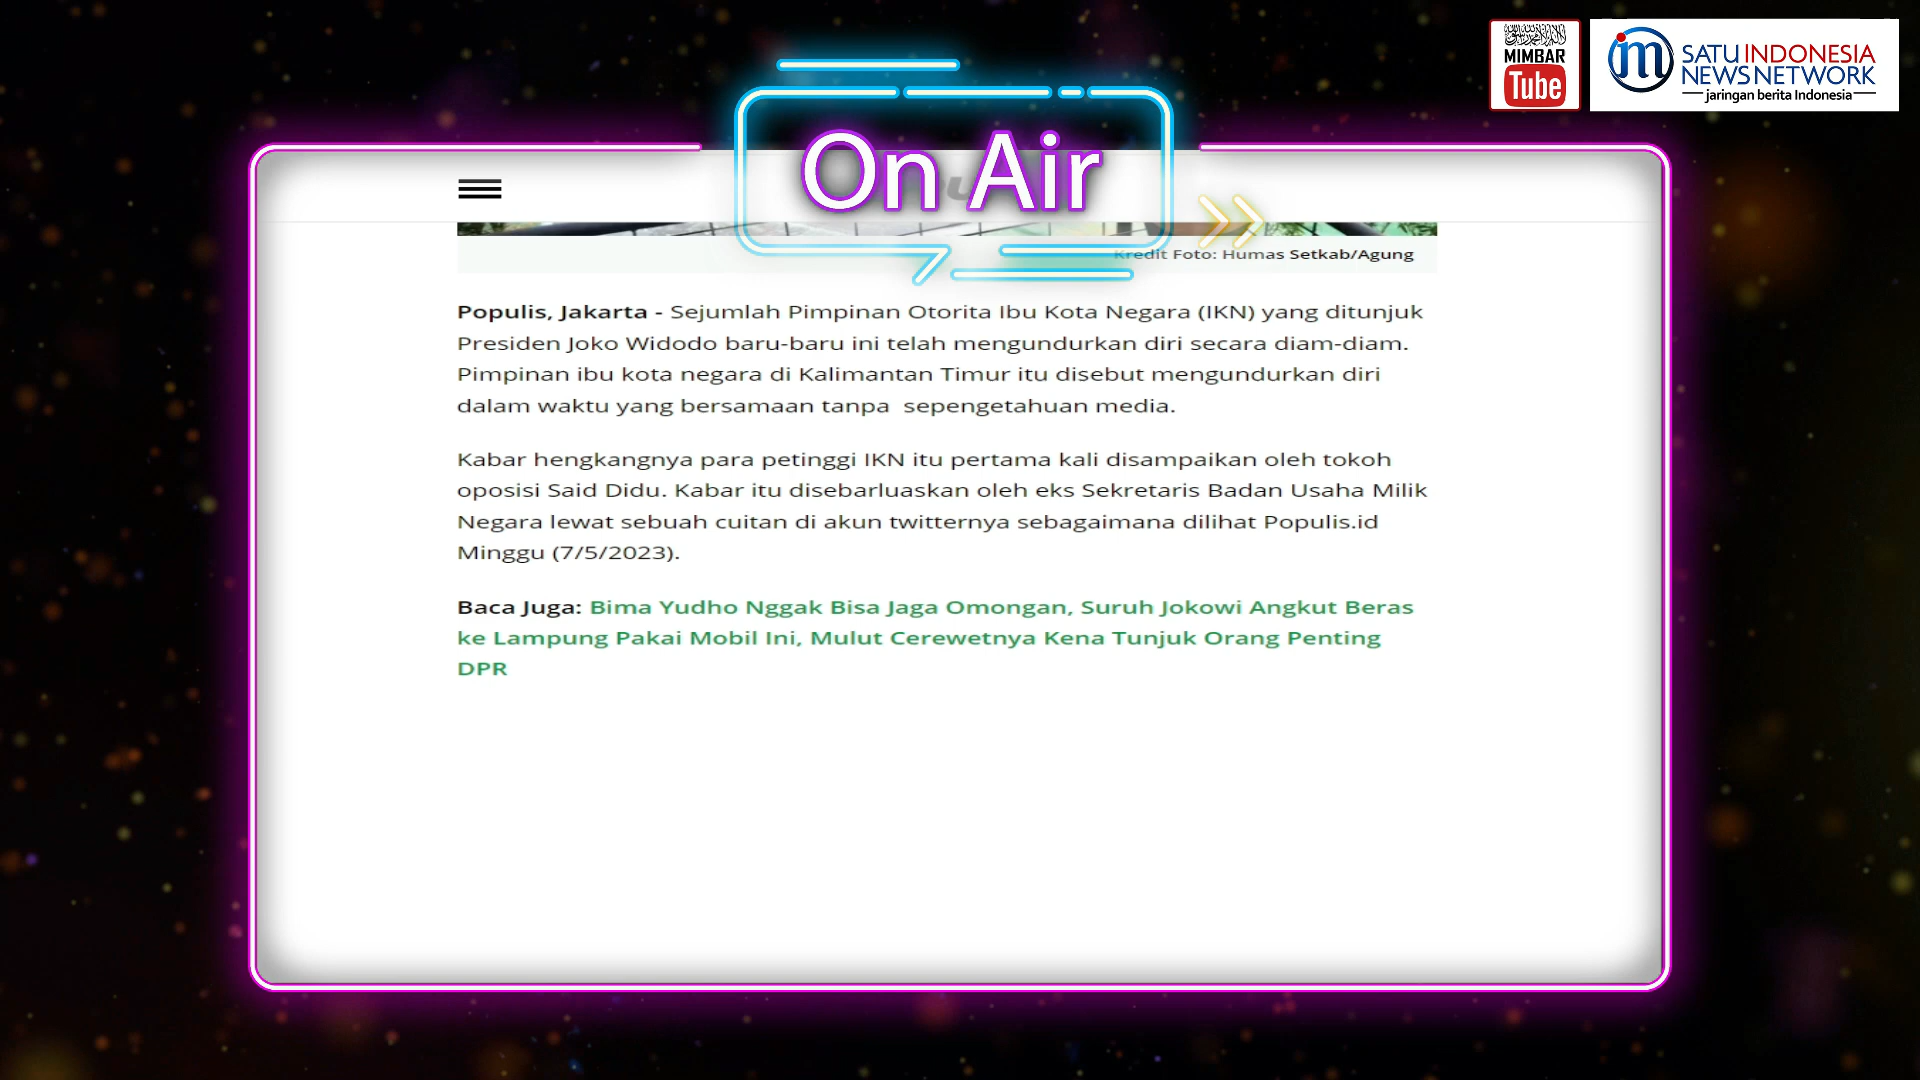 MIMBAR
Tube
SATU INDONESIA
NEWS NETWORK
jaringan berita Indonesia
On Air
Kredit Foto: Humas Setkab/Agung
Populis, Jakarta - Sejumlah Pimpinan Otorita Ibu Kota Negara (IKN) yang ditunjuk
Presiden Joko Widodo baru-baru ini telah mengundurkan diri secara diam-diam.
Pimpinan ibu kota negara di Kalimantan Timur itu disebut mengundurkan diri
dalam waktu yang bersamaan tanpa  sepengetahuan media.
Kabar hengkangnya para petinggi IKN itu pertama kali disampaikan oleh tokoh
oposisi Said Didu. Kabar itu disebarluaskan oleh eks Sekretaris Badan Usaha Milik
Negara lewat sebuah cuitan di akun twitternya sebagaimana dilihat Populis.id
Minggu (7/5/2023).
Baca Juga: Bima Yudho Nggak Bisa Jaga Omongan, Suruh Jokowi Angkut Beras
ke Lampung Pakai Mobil Ini, Mulut Cerewetnya Kena Tunjuk Orang Penting
DPR